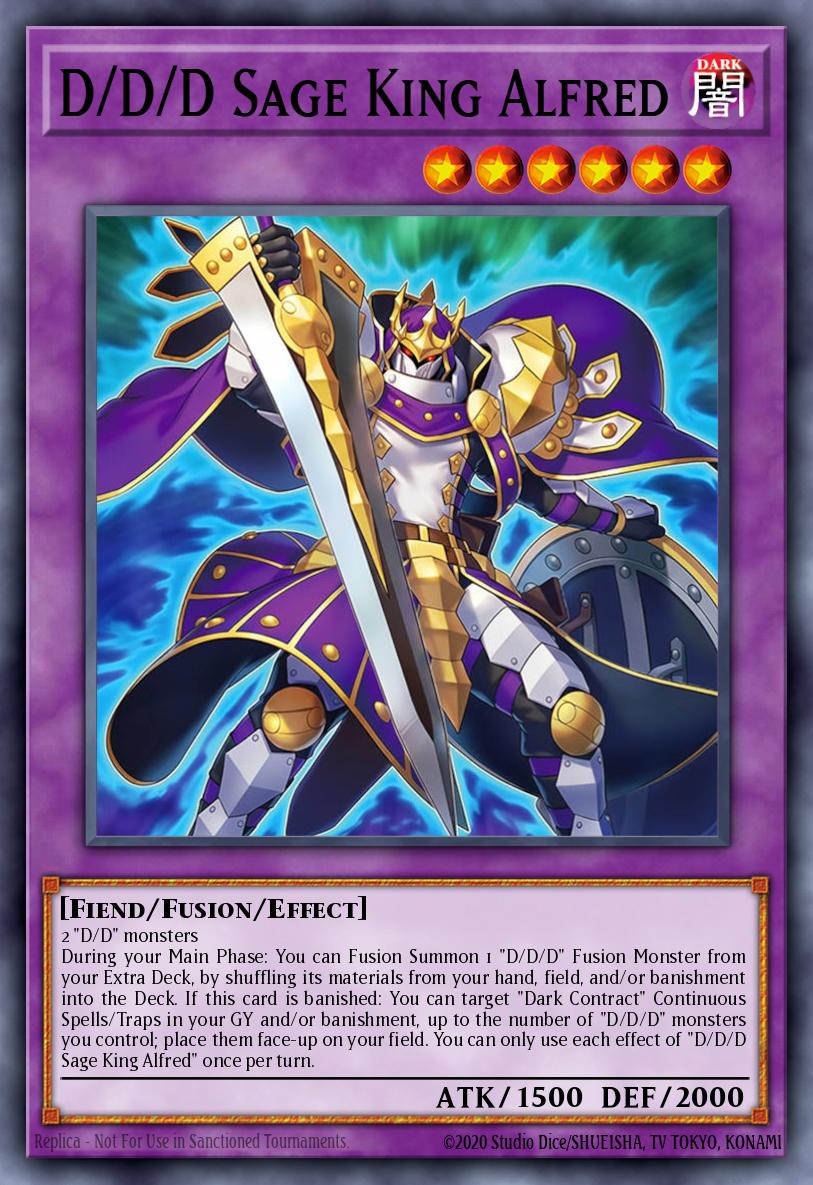 D/D/D Sage King Alfred
DARK
闇
[Fiend/Fusion/Effect]
2 "D/D" monsters
During your Main Phase: You can Fusion Summon 1 "D/D/D" Fusion Monster from
your Extra Deck, by shuffling its materials from your hand, field, and/or banishment
into the Deck. If this card is banished: You can target "Dark Contract" Continuous
Spells/Traps in your GY and/or banishment, up to the number of "D/D/D" monsters
you control; place them face-up on your field. You can only use each effect of "D/D/D
Sage King Alfred" once per turn.
ATK/1500 DEF/2000
Replica - Not For Use in Sanctioned Tournaments.
©2020 Studio Dice/SHUEISHA, TV TOKYO, KONAMI